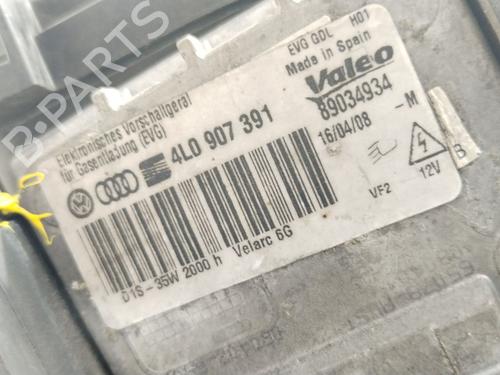 B-PARTS
EVG GDL H01
Made in Spain
Valeo
89034934
16/04/08 -M
Elektronisches Vorschaltgerät
für Gasentladung (EVG)
4L0 907 391
D1S-35W 2000 h Velarc 6G
VF2 12V
B